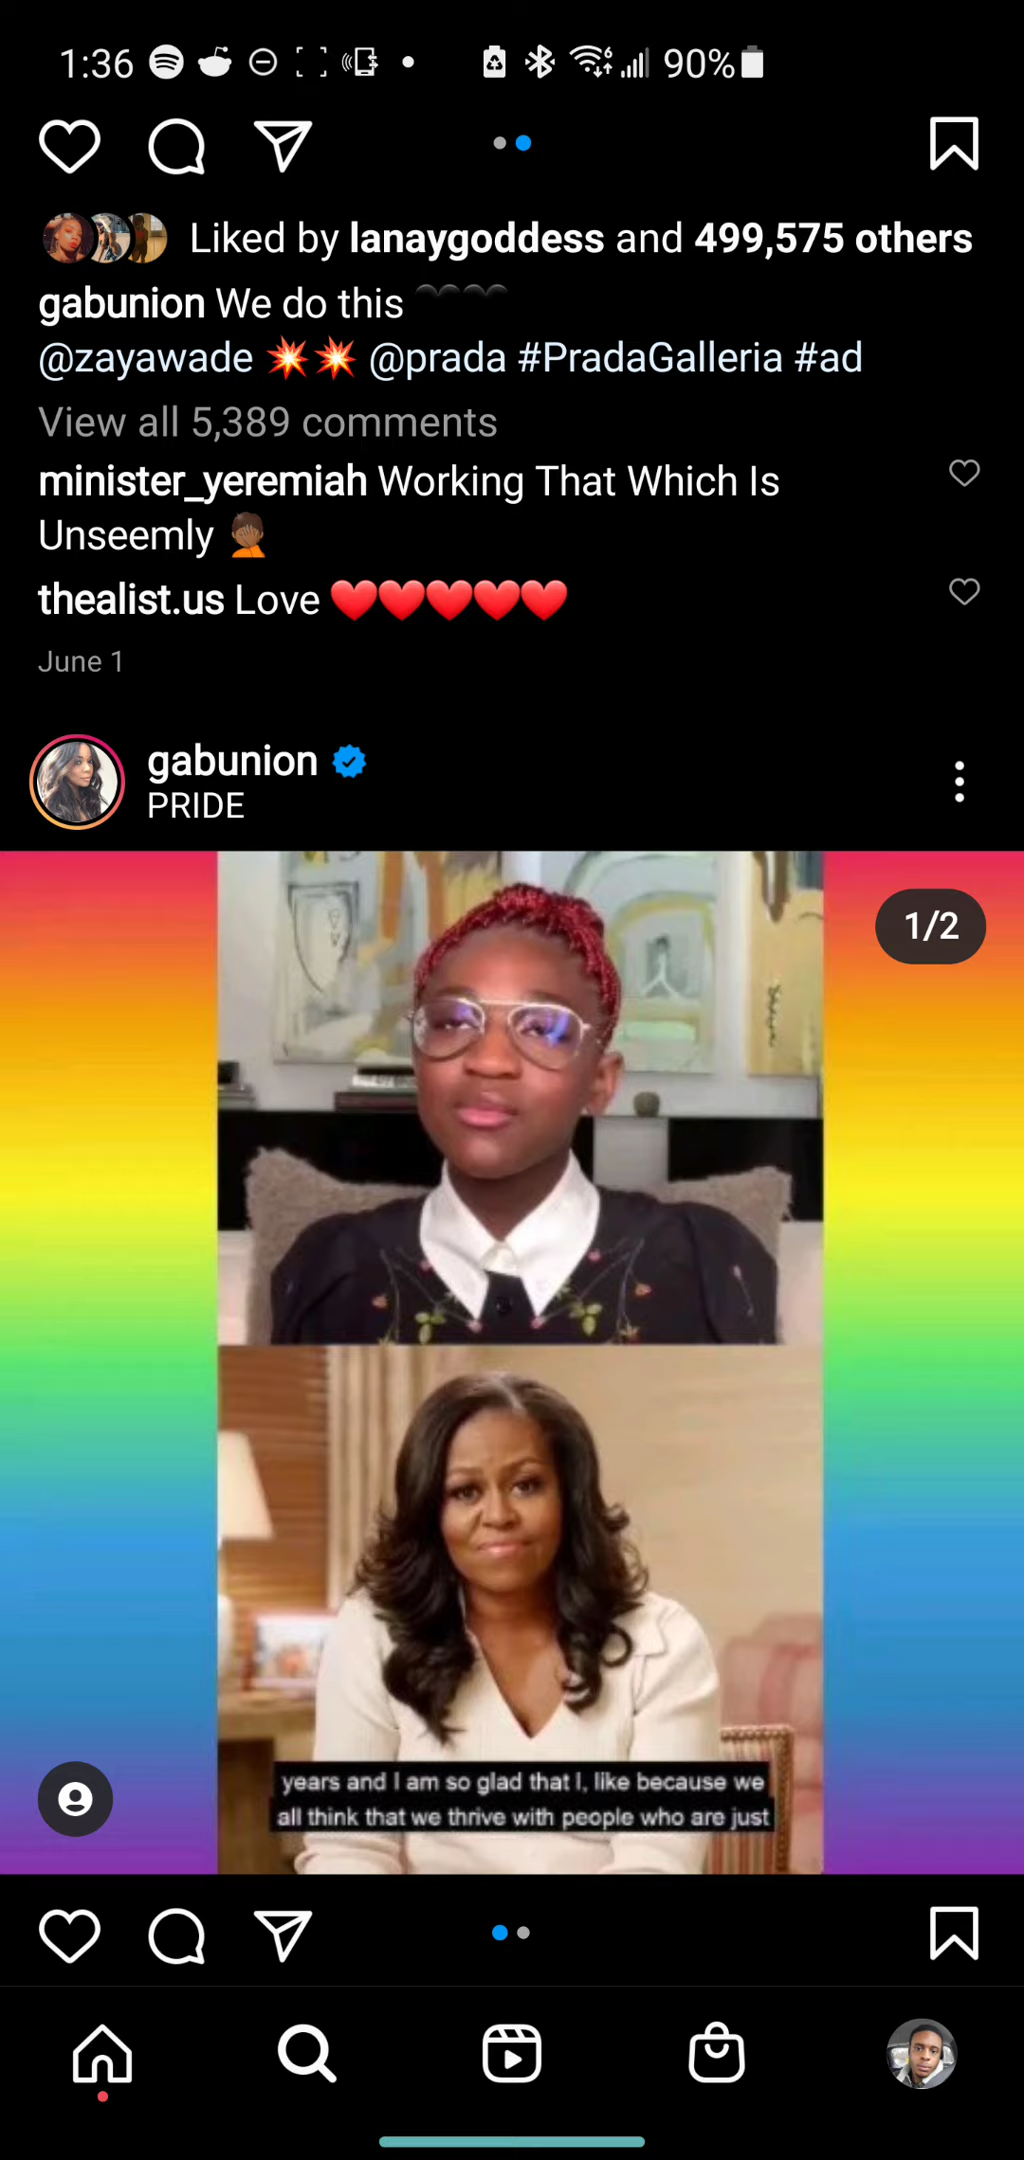 1:36 90%
Liked by lanaygoddess and 499,575 others
gabunion We do this
@zayawade 💥💥 @prada #PradaGalleria #ad
View all 5,389 comments
minister_yeremiah Working That Which Is
Unseemly 🤦🏾
thealist.us Love ❤️❤️❤️❤️❤️
June 1
gabunion
PRIDE
1/2
years and I am so glad that I, like because we
all think that we thrive with people who are just